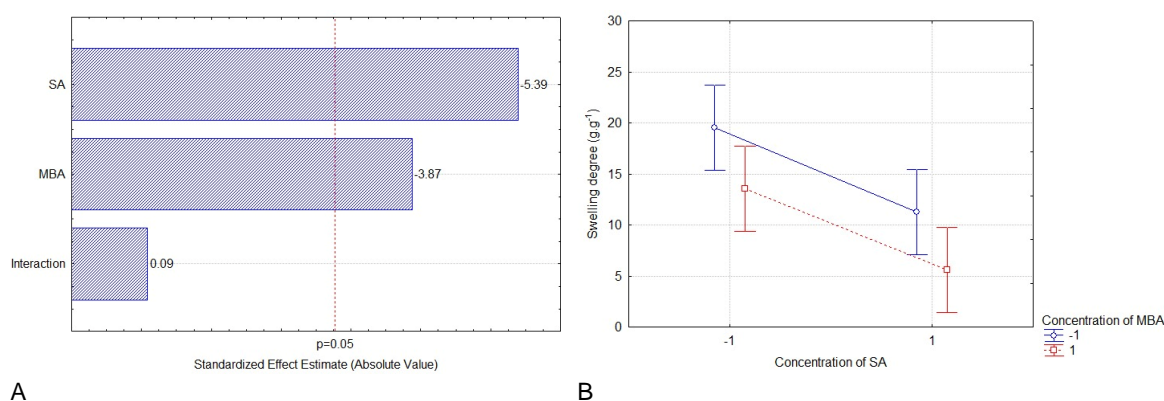 SA
-5.39
MBA
-3.87
Interaction
0.09
p=0.05
Standardized Effect Estimate (Absolute Value)
A
30
25
20
15
10
5
0
Swelling degree (g.g⁻¹)
-1
1
Concentration of SA
Concentration of MBA
-1
1
B